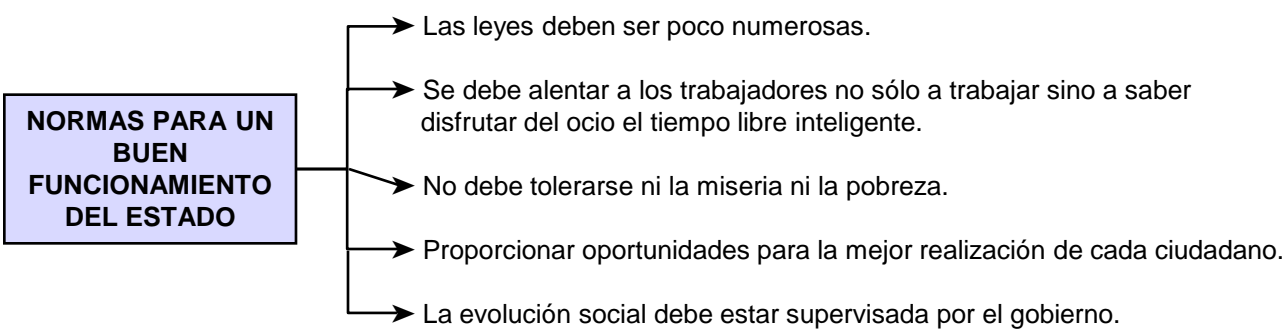 Las leyes deben ser poco numerosas.
Se debe alentar a los trabajadores no sólo a trabajar sino a saber
disfrutar del ocio el tiempo libre inteligente.
NORMAS PARA UN
BUEN
FUNCIONAMIENTO
DEL ESTADO
No debe tolerarse ni la miseria ni la pobreza.
Proporcionar oportunidades para la mejor realización de cada ciudadano.
La evolución social debe estar supervisada por el gobierno.